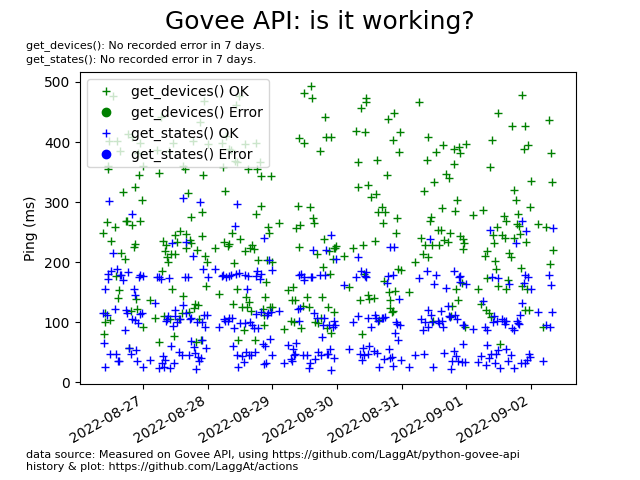 Govee API: is it working?
get_devices(): No recorded error in 7 days.
get_states(): No recorded error in 7 days.
get_devices() OK
get_devices() Error
get_states() OK
get_states() Error
500
400
300
200
100
0
Ping (ms)
2022-08-27
2022-08-28
2022-08-29
2022-08-30
2022-08-31
2022-09-01
2022-09-02
data source: Measured on Govee API, using https://github.com/LaggAt/python-govee-api
history & plot: https://github.com/LaggAt/actions